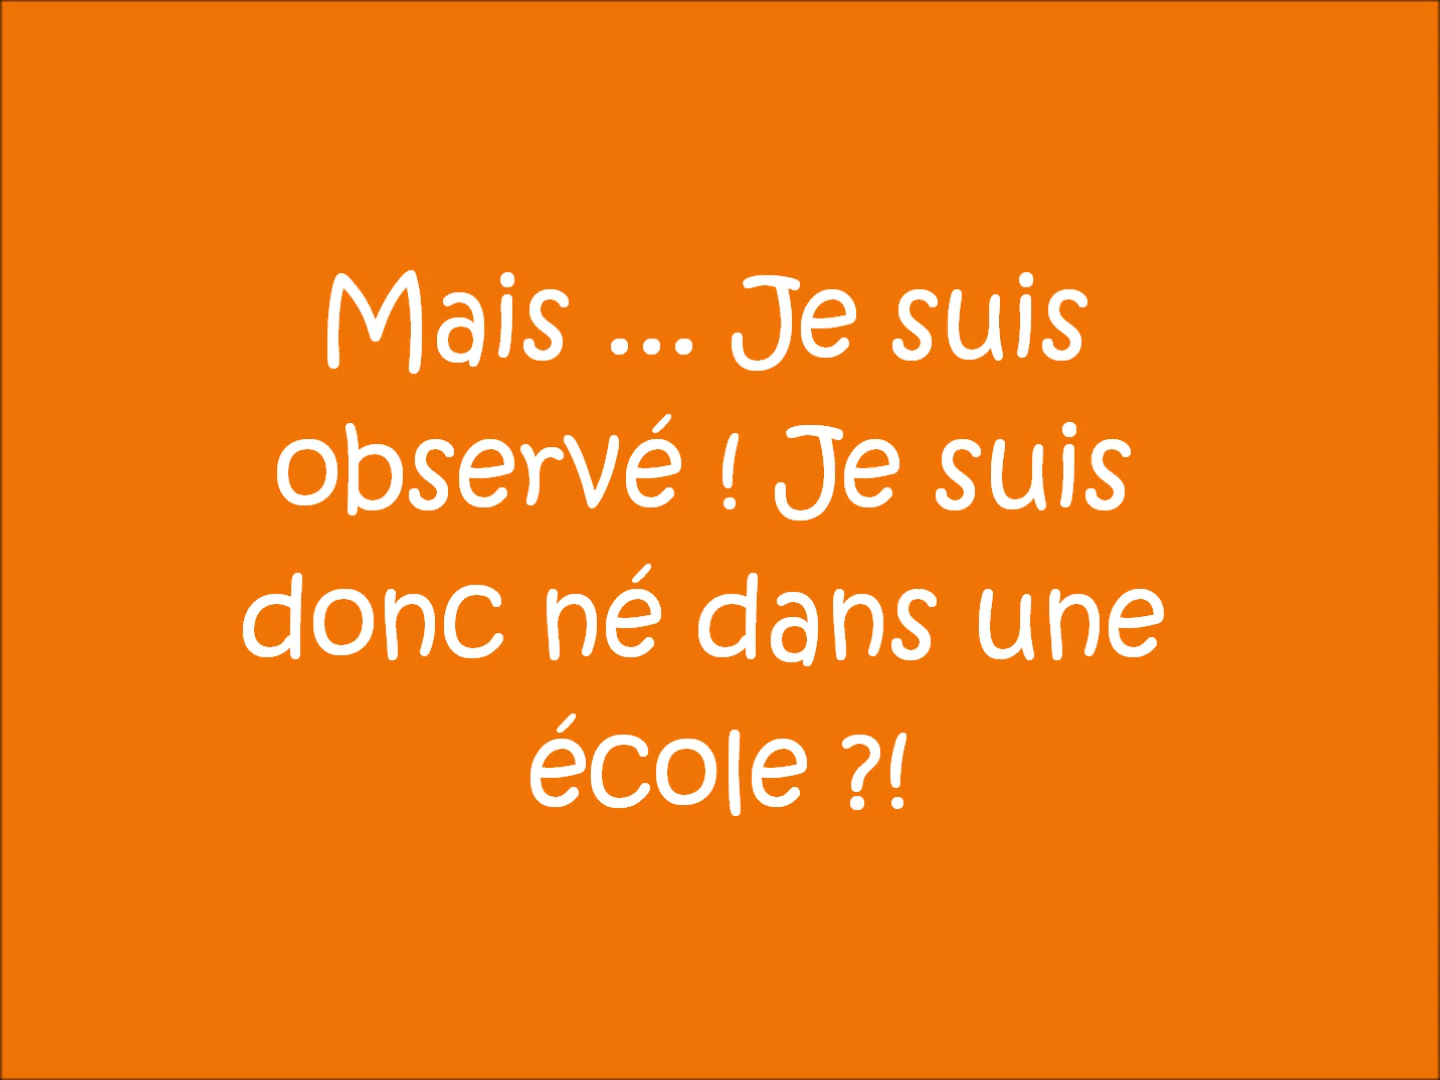 Mais ... Je suis
observé ! Je suis
donc né dans une
école ?!